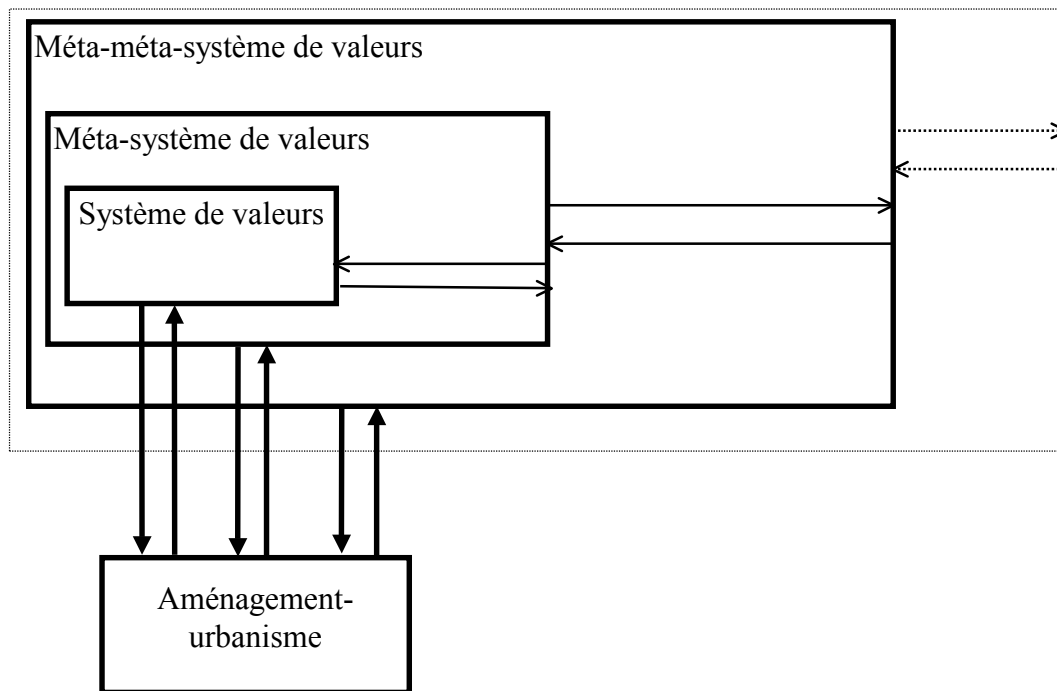 Méta-méta-système de valeurs
Méta-système de valeurs
Système de valeurs
Aménagement-
urbanisme